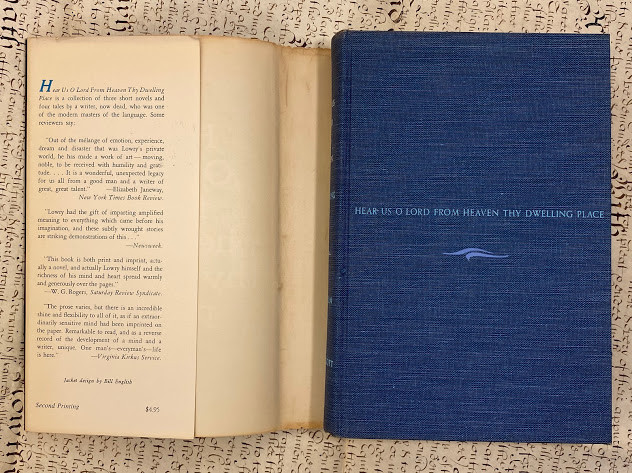 Hear Us O Lord From Heaven Thy Dwelling
Place is a collection of three short novels and
four tales by a writer, now dead, who was one
of the modern masters of the language. Some
reviewers say:
"Out of the mélange of emotion, experience,
dream and disaster that was Lowry's private
world, he has made a work of art—moving,
noble, to be received with humility and grati-
tude. . . . It is a wonderful, unexpected legacy
for us all from a good man and a writer of
great, great talent." —Elizabeth Janeway,
New York Times Book Review.
"Lowry had the gift of imparting amplified
meaning to everything which came before his
imagination, and these subtly wrought stories
are striking demonstrations of this . . ."
—Newsweek.
"This book is both print and imprint, actu-
ally a novel, and actually Lowry himself and the
richness of his mind and heart spread warmly
and generously over the pages."
—W. G. Rogers, Saturday Review Syndicate.
"The prose varies, but there is an incredible
shine and flexibility to all of it, as if an extraor-
dinarily sensitive mind had been imprinted on
the paper. Remarkable to read, and as a reverse
record of the development of a mind and a
writer, unique. One man's—everyman's—life
is here." —Virginia Kirkus Service.
Jacket design by Bill English
Second Printing $4.95
HEAR US O LORD FROM HEAVEN THY DWELLING PLACE